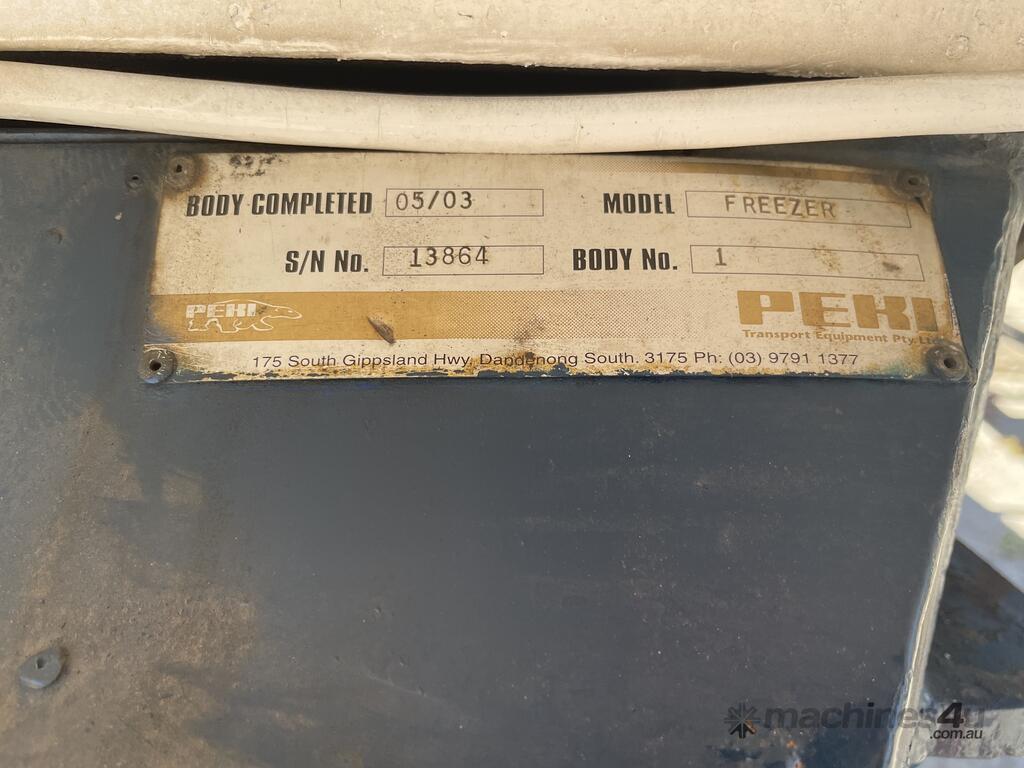 BODY COMPLETED 05/03 MODEL FREEZER
S/N No. 13864 BODY No. 1
PEKI PEKI
Transport Equipment Pty. Ltd
175 South Gippsland Hwy, Dandenong South. 3175 Ph: (03) 9791 1377
machines4u
.com.au